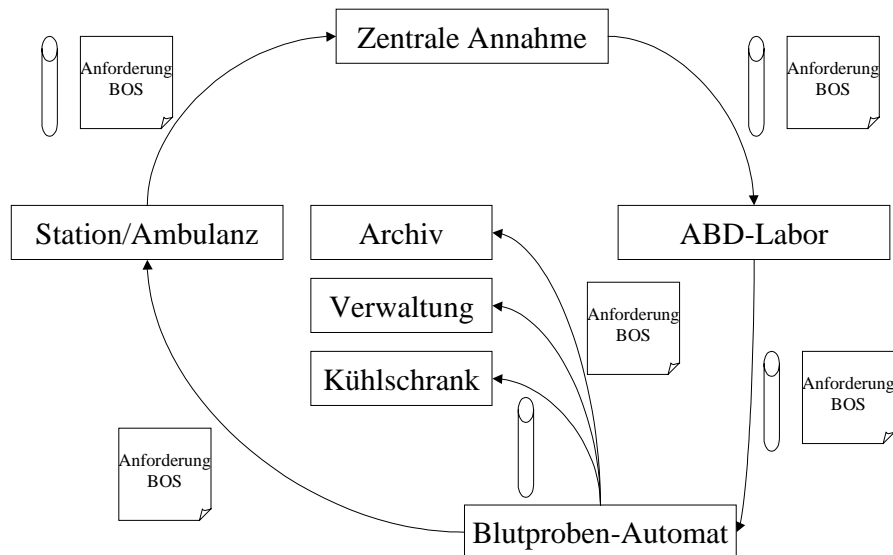 Zentrale Annahme
Anforderung
BOS
Anforderung
BOS
Station/Ambulanz
Archiv
ABD-Labor
Verwaltung
Anforderung
BOS
Kühlschrank
Anforderung
BOS
Anforderung
BOS
Blutproben-Automat